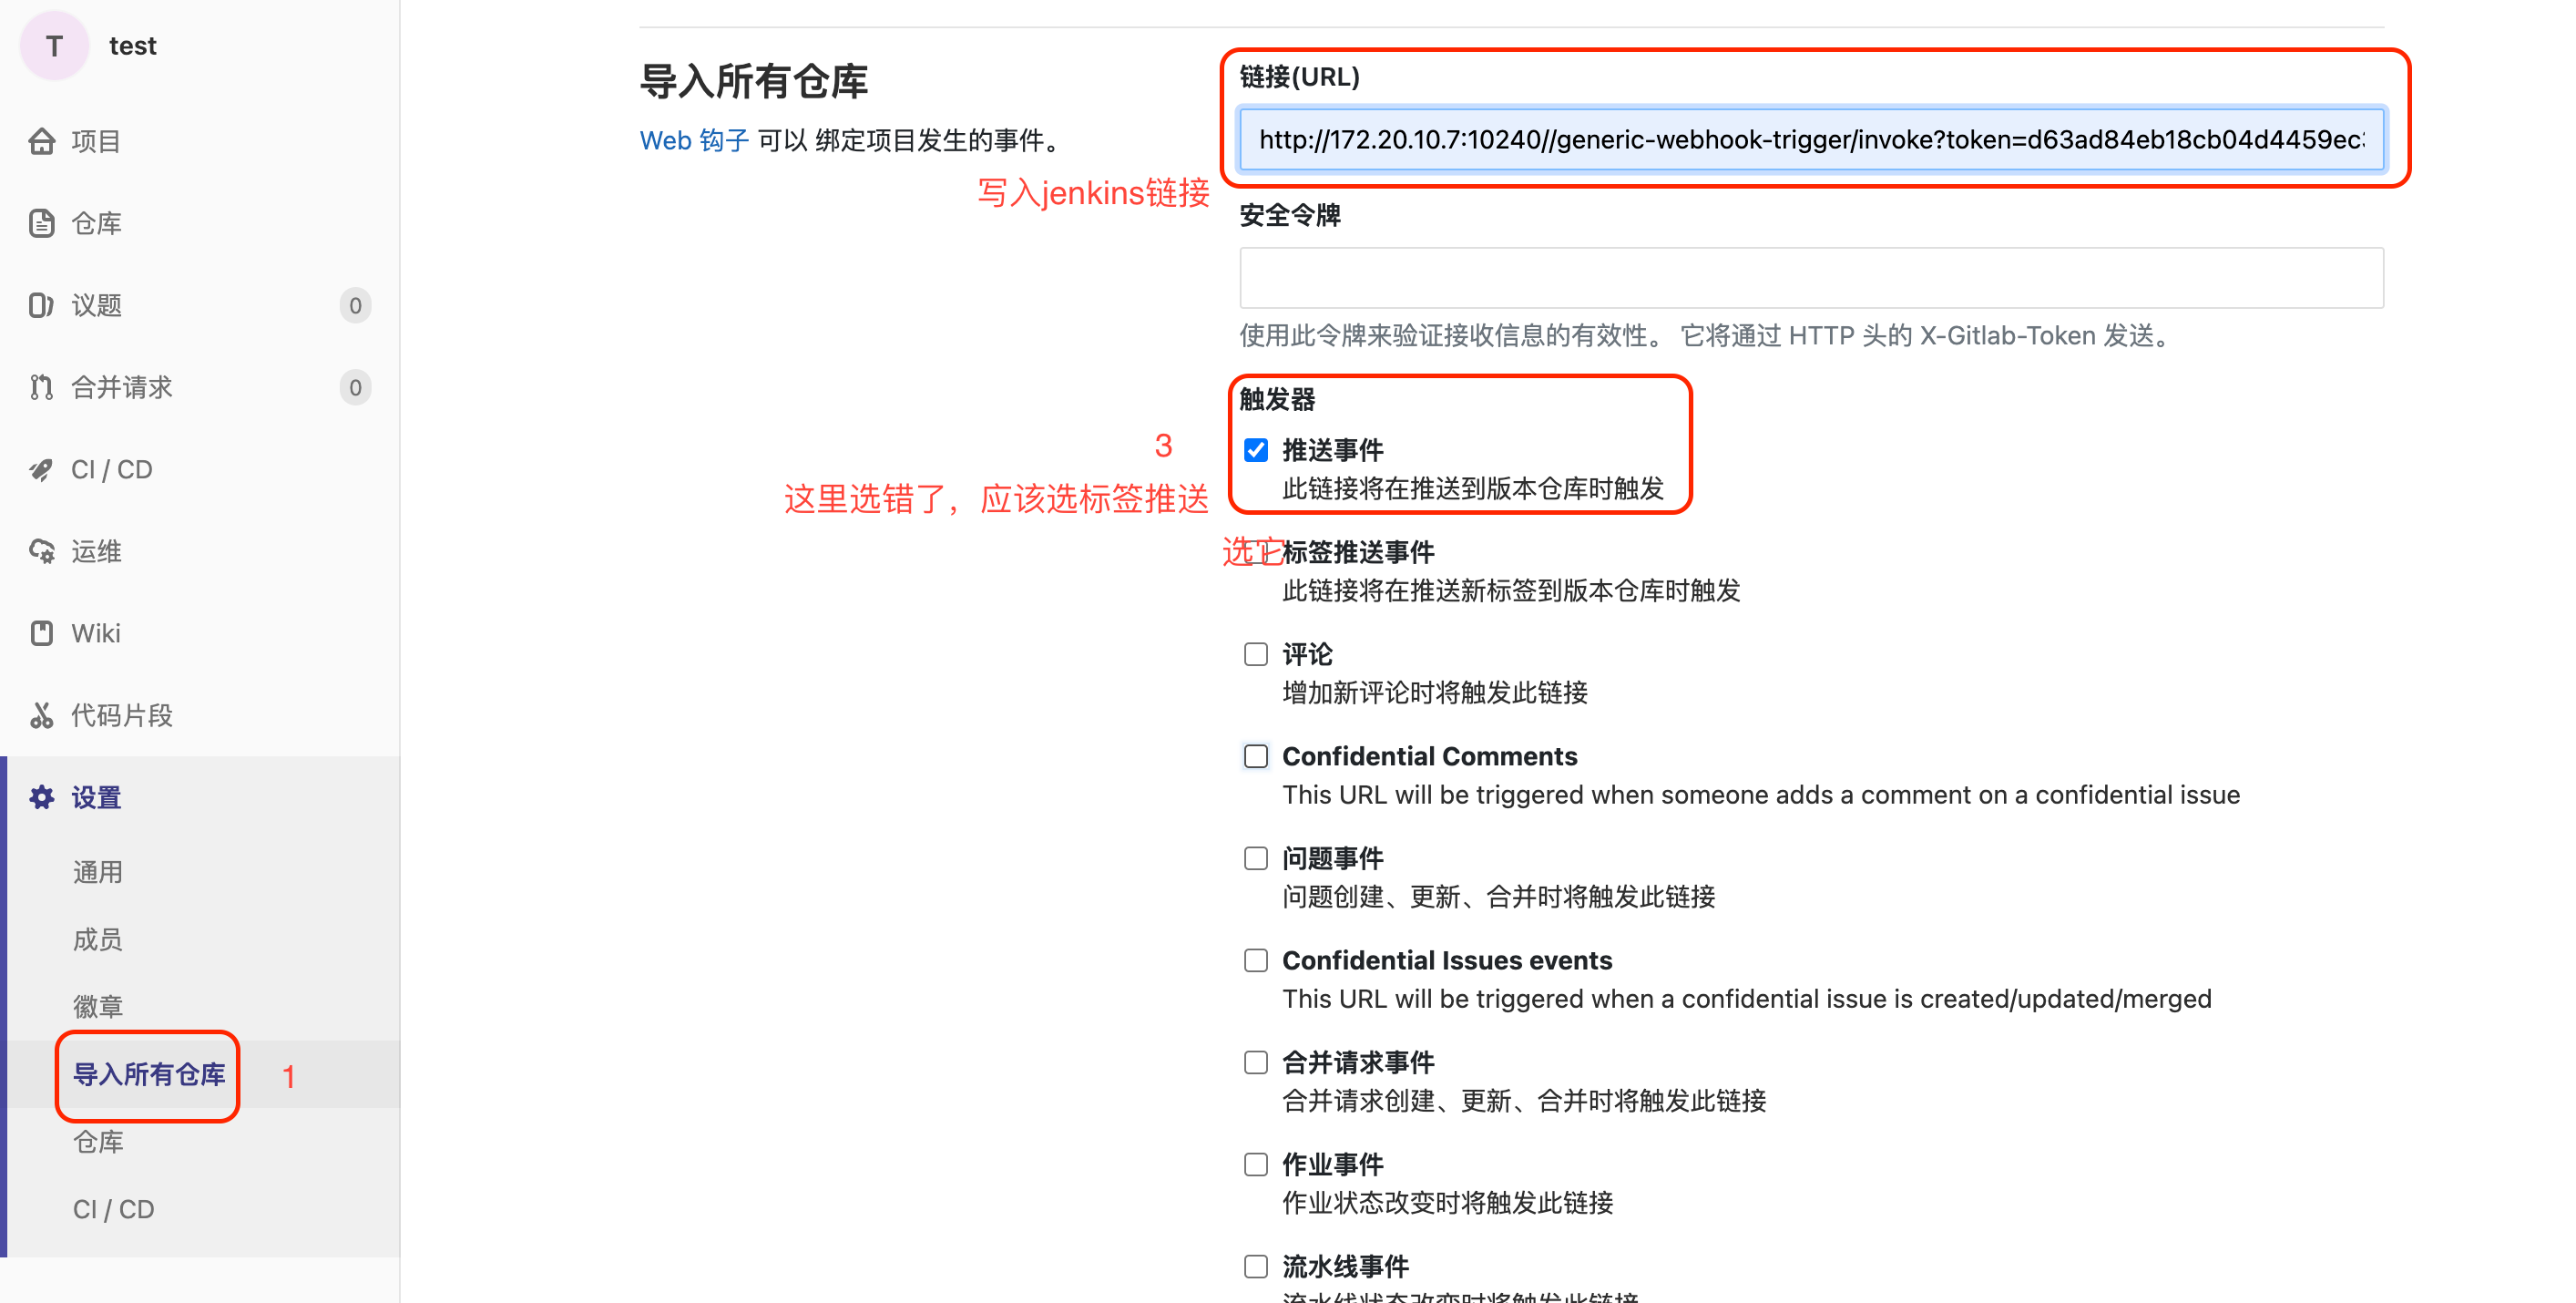 T test
项目
仓库
议题 0
合并请求 0
CI / CD
运维
Wiki
代码片段
设置
通用
成员
徽章
导入所有仓库 1
仓库
CI / CD
导入所有仓库
Web 钩子 可以 绑定项目发生的事件。
写入jenkins链接
链接(URL)
http://172.20.10.7:10240//generic-webhook-trigger/invoke?token=d63ad84eb18cb04d4459ec
安全令牌
使用此令牌来验证接收信息的有效性。 它将通过 HTTP 头的 X-Gitlab-Token 发送。
触发器
3
推送事件
此链接将在推送到版本仓库时触发
这里选错了，应该选标签推送
选它
标签推送事件
此链接将在推送新标签到版本仓库时触发
评论
增加新评论时将触发此链接
Confidential Comments
This URL will be triggered when someone adds a comment on a confidential issue
问题事件
问题创建、更新、合并时将触发此链接
Confidential Issues events
This URL will be triggered when a confidential issue is created/updated/merged
合并请求事件
合并请求创建、更新、合并时将触发此链接
作业事件
作业状态改变时将触发此链接
流水线事件
流水线状态改变时将触发此链接